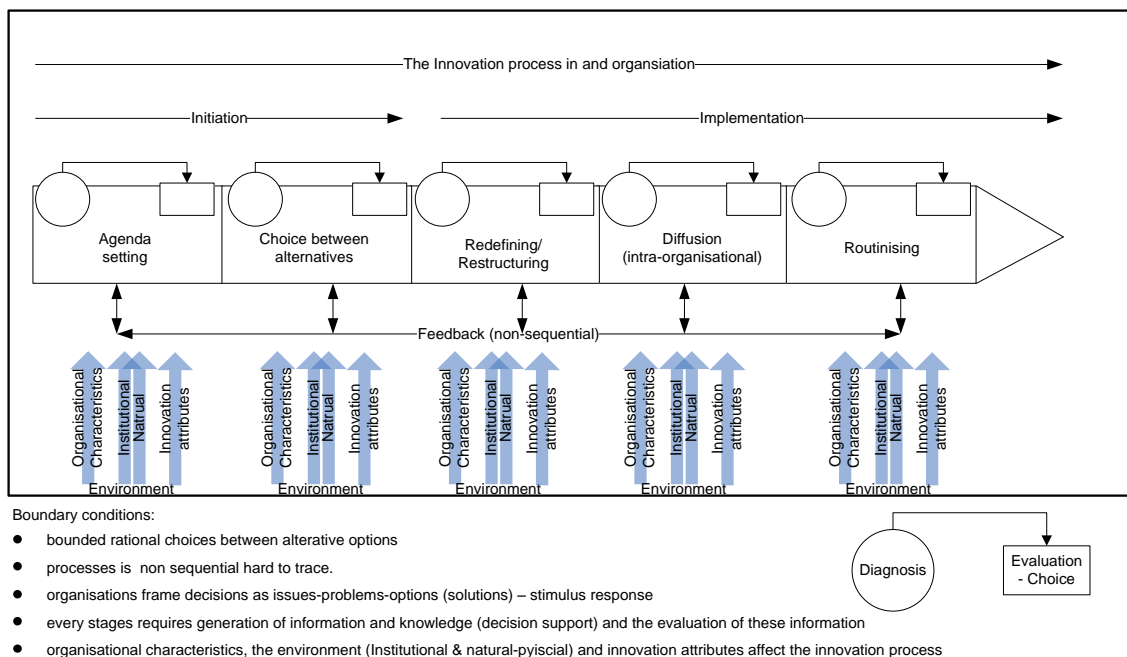 The Innovation process in and organsiation
Initiation
Implementation
Agenda
setting
Choice between
alternatives
Redefining/
Restructuring
Diffusion
(intra-organisational)
Routinising
Feedback (non-sequential)
Organisational
Characteristics
Institutional
Natrual
Innovation
attributes
Environment
Organisational
Characteristics
Institutional
Natrual
Innovation
attributes
Environment
Organisational
Characteristics
Institutional
Natrual
Innovation
attributes
Environment
Organisational
Characteristics
Institutional
Natrual
Innovation
attributes
Environment
Organisational
Characteristics
Institutional
Natrual
Innovation
attributes
Environment
Boundary conditions:
● bounded rational choices between alterative options
● processes is non sequential hard to trace.
● organisations frame decisions as issues-problems-options (solutions) – stimulus response
● every stages requires generation of information and knowledge (decision support) and the evaluation of these information
● organisational characteristics, the environment (Institutional & natural-pyiscial) and innovation attributes affect the innovation process
Diagnosis
Evaluation
- Choice